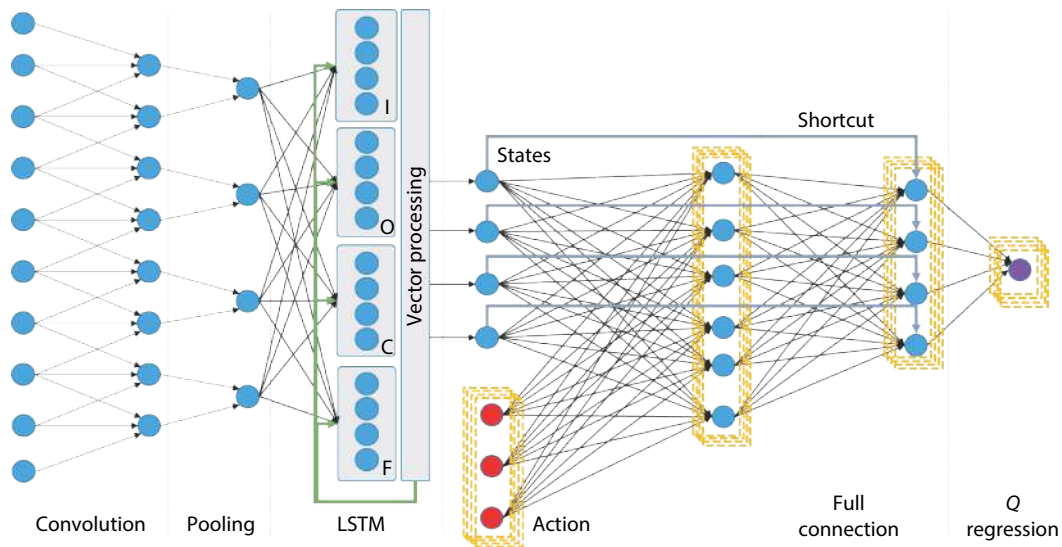 I
O
C
F
Vector processing
States
Shortcut
Convolution
Pooling
LSTM
Action
Full
connection
Q
regression